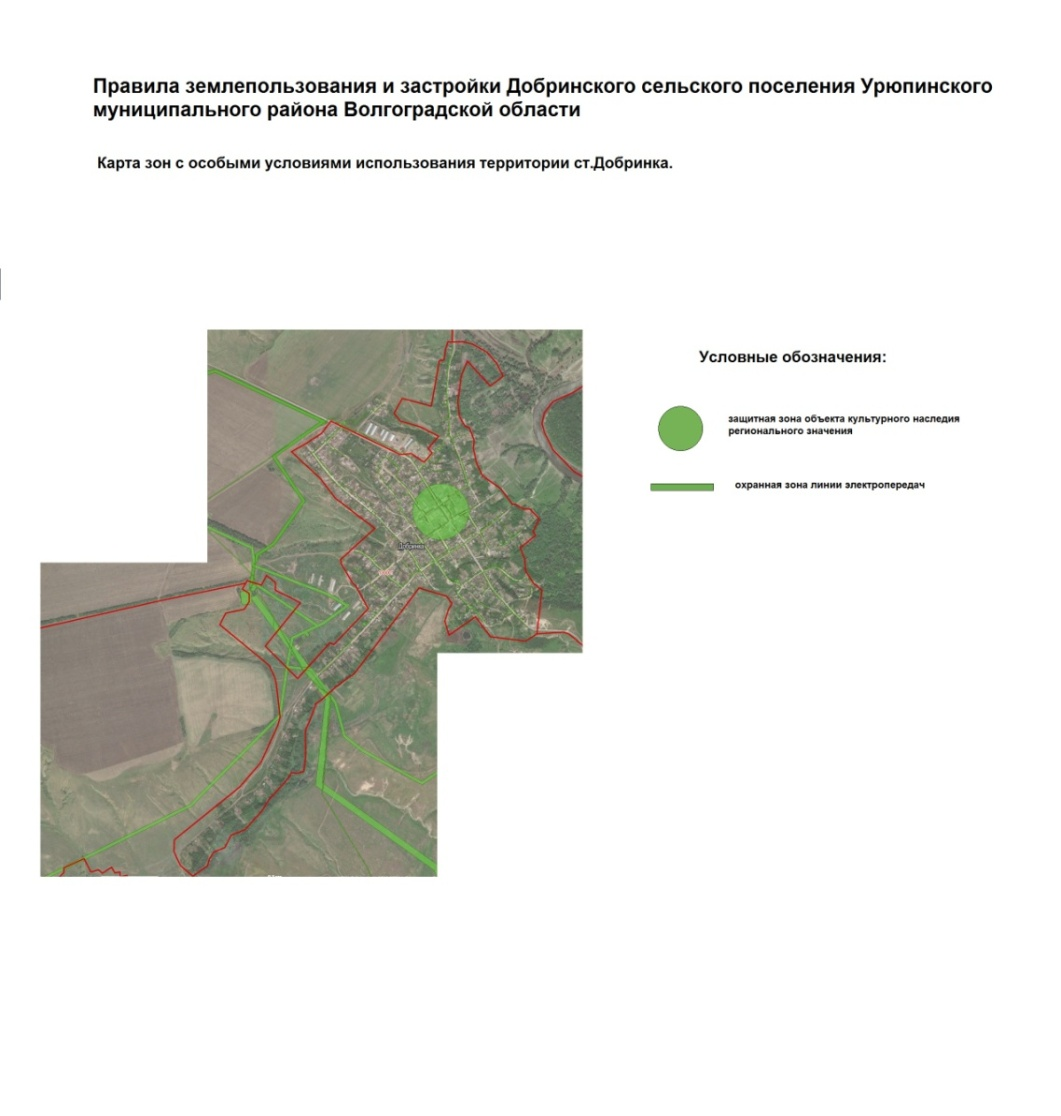 Правила землепользования и застройки Добринского сельского поселения Урюпинского
муниципального района Волгоградской области
Карта зон с особыми условиями использования территории ст.Добринка.
Условные обозначения:
защитная зона объекта культурного наследия
регионального значения
охранная зона линии электропередач
Добринка